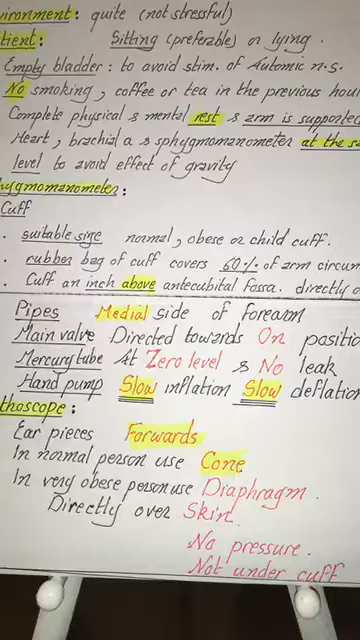 vironment: quite (not stressful)
tient: Sitting (preferable) or lying.
Empty bladder: to avoid stim. of Automic n.s.
No smoking, coffee or tea in the previous hour
Complete physical & mental rest & arm is supported
Heart, brachial a & sphygmomanometer at the sa
level to avoid effect of gravity
hygmomanometer:
Cuff
. suitable size normal, obese or child cuff.
. rubber bag of cuff covers 60% of arm circum
. Cuff an inch above antecubital fossa. directly o
Pipes Medial side of Forearm
Main valve Directed towards On positio
Mercury tube At Zero level & No leak
Hand pump Slow inflation Slow deflation
thoscope:
Ear pieces Forwards
In normal person use Cone
In very obese person use Diaphragm.
Directly over Skin.
No pressure.
Not under cuff